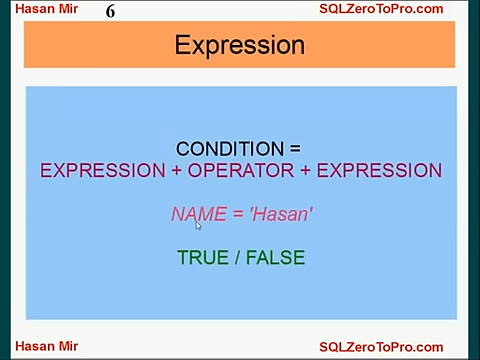 Hasan Mir 6 SQLZeroToPro.com
Expression
CONDITION =
EXPRESSION + OPERATOR + EXPRESSION
NAME = 'Hasan'
TRUE / FALSE
Hasan Mir SQLZeroToPro.com